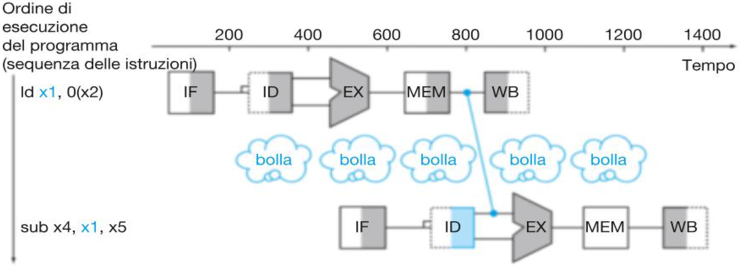 Ordine di
esecuzione
del programma
(sequenza delle istruzioni)
200 400 600 800 1000 1200 1400
Tempo
ld x1, 0(x2)
IF ID EX MEM WB
bolla bolla bolla bolla bolla
sub x4, x1, x5
IF ID EX MEM WB